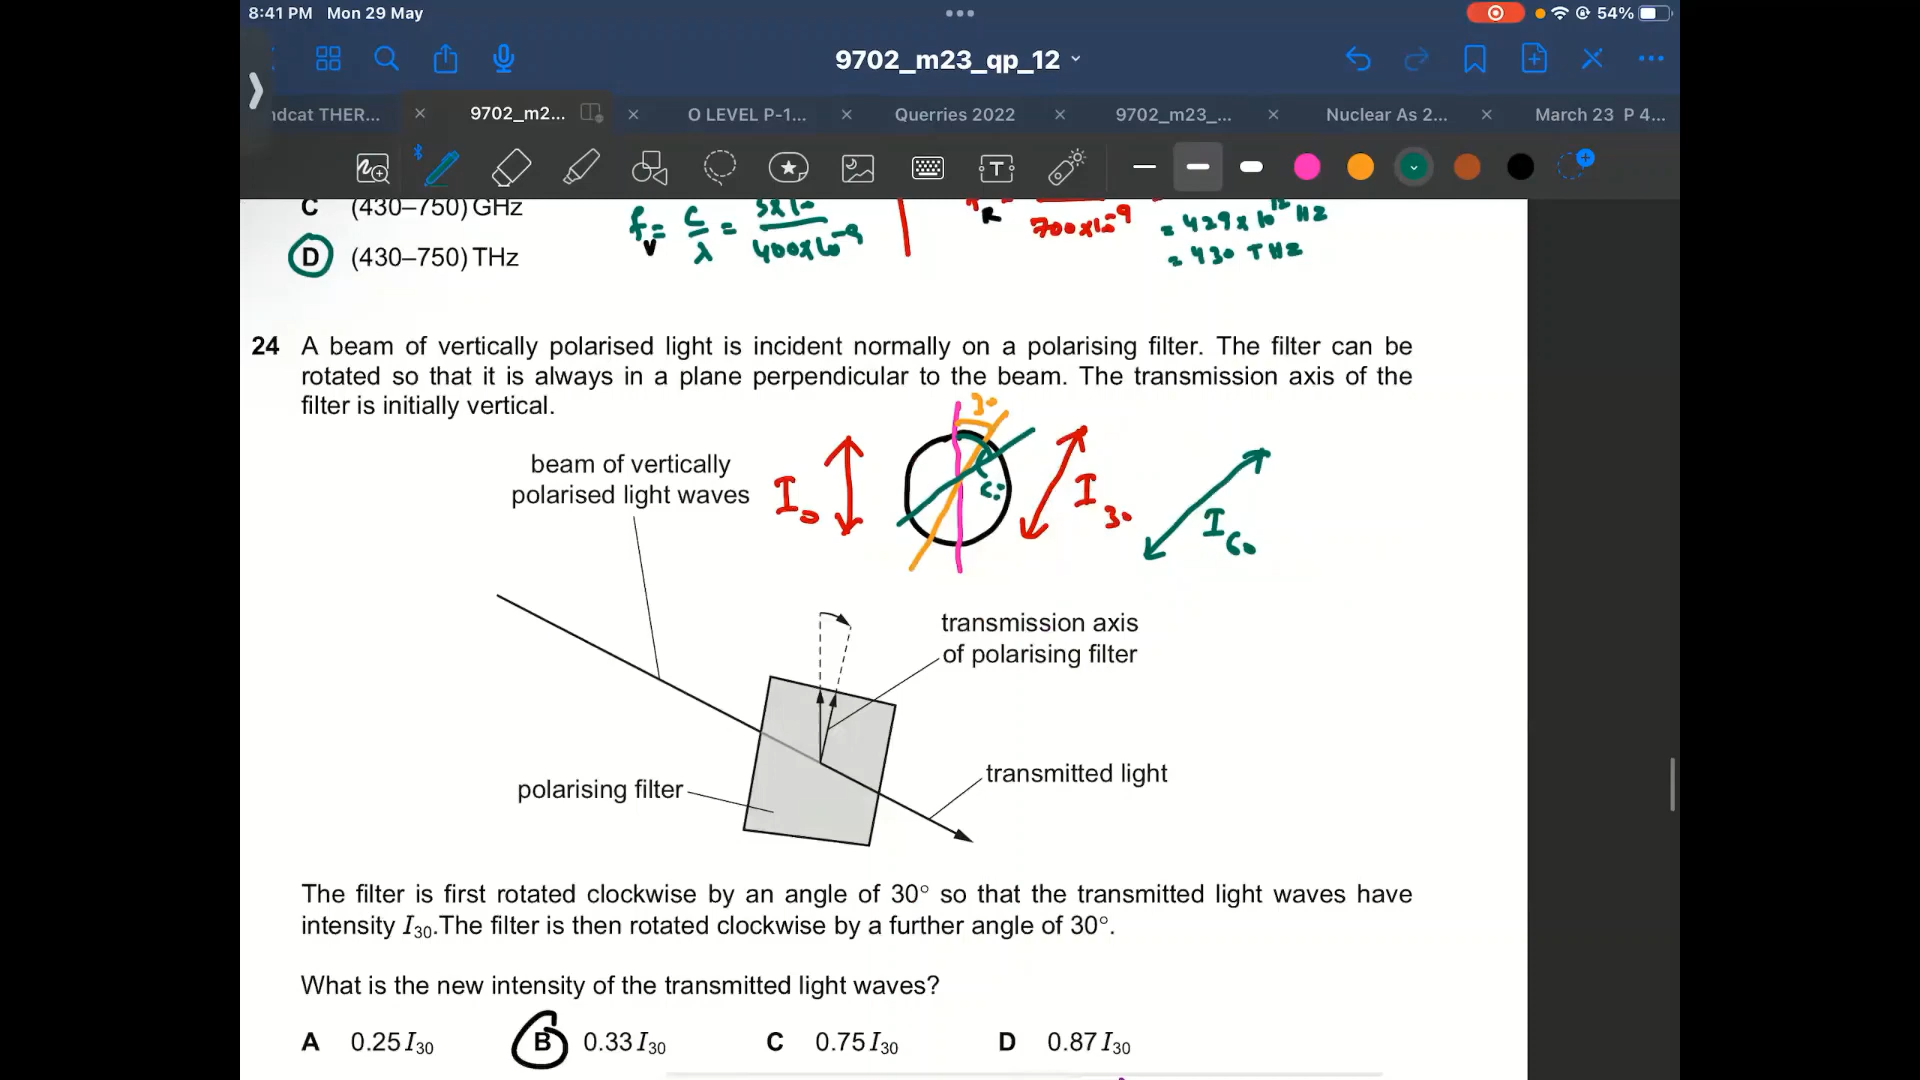 8:41 PM Mon 29 May
54%
9702_m23_qp_12
ndcat THER...
9702_m2...
O LEVEL P-1...
Querries 2022
9702_m23_...
Nuclear As 2...
March 23 P 4...
C (430–750) GHz
D (430–750) THz
f = c/λ =
V
400x10-9
R
700x10-9
= 429 x 10 12 HZ
= 430 THZ
24 A beam of vertically polarised light is incident normally on a polarising filter. The filter can be
rotated so that it is always in a plane perpendicular to the beam. The transmission axis of the
filter is initially vertical.
30
beam of vertically
polarised light waves
I0
60
I30
I60
transmission axis
of polarising filter
polarising filter
transmitted light
The filter is first rotated clockwise by an angle of 30° so that the transmitted light waves have
intensity I30.The filter is then rotated clockwise by a further angle of 30°.
What is the new intensity of the transmitted light waves?
A 0.25 I30 B 0.33 I30 C 0.75 I30 D 0.87 I30